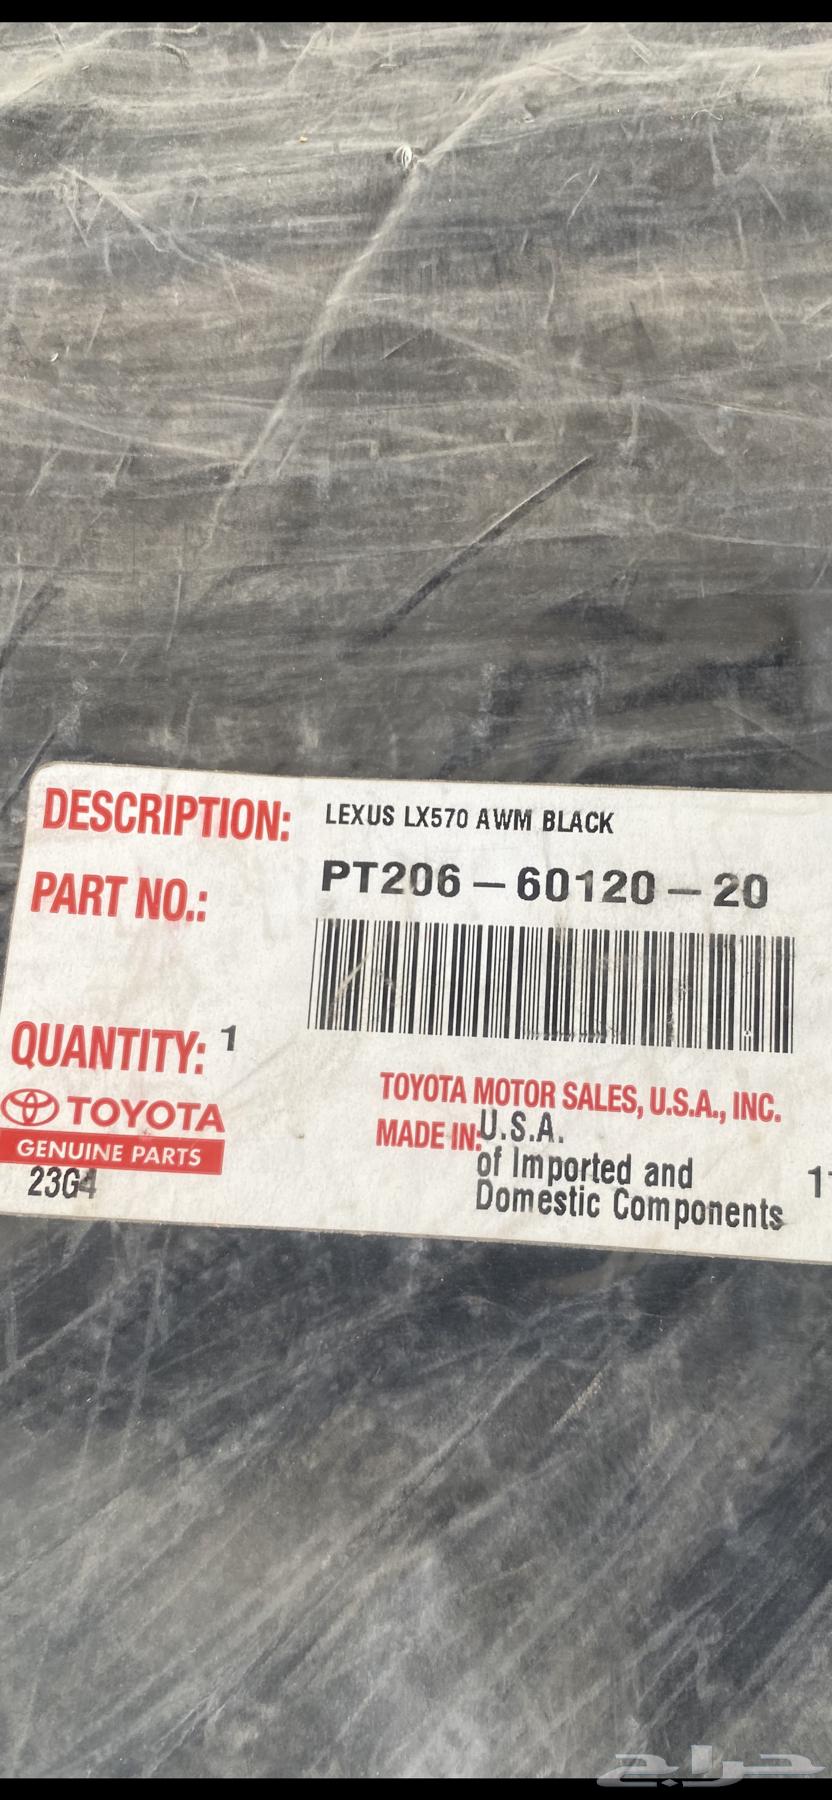 DESCRIPTION: LEXUS LX570 AWM BLACK
PART NO.: PT206-60120-20
QUANTITY: 1
TOYOTA
GENUINE PARTS
23G4
TOYOTA MOTOR SALES, U.S.A., INC.
MADE IN: U.S.A.
of Imported and
Domestic Components
حراج